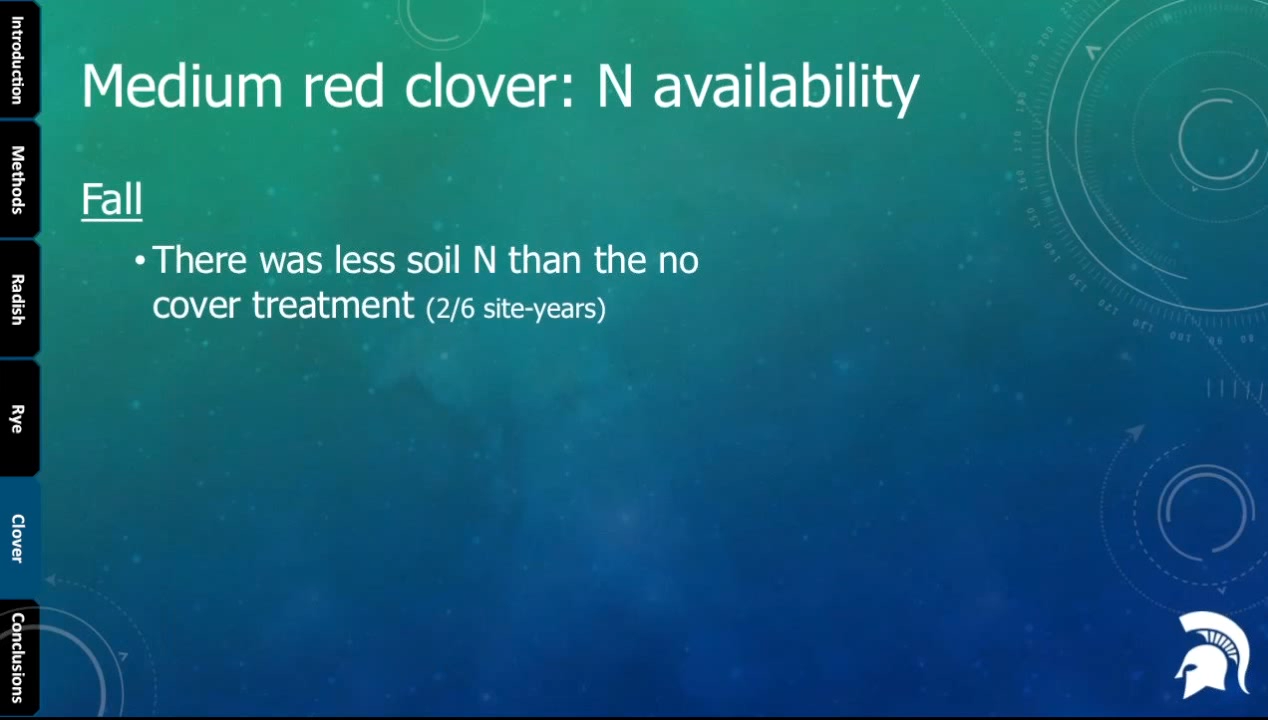 Medium red clover: N availability
Fall
• There was less soil N than the no
cover treatment (2/6 site-years)
Introduction
Methods
Radish
Rye
Clover
Conclusions